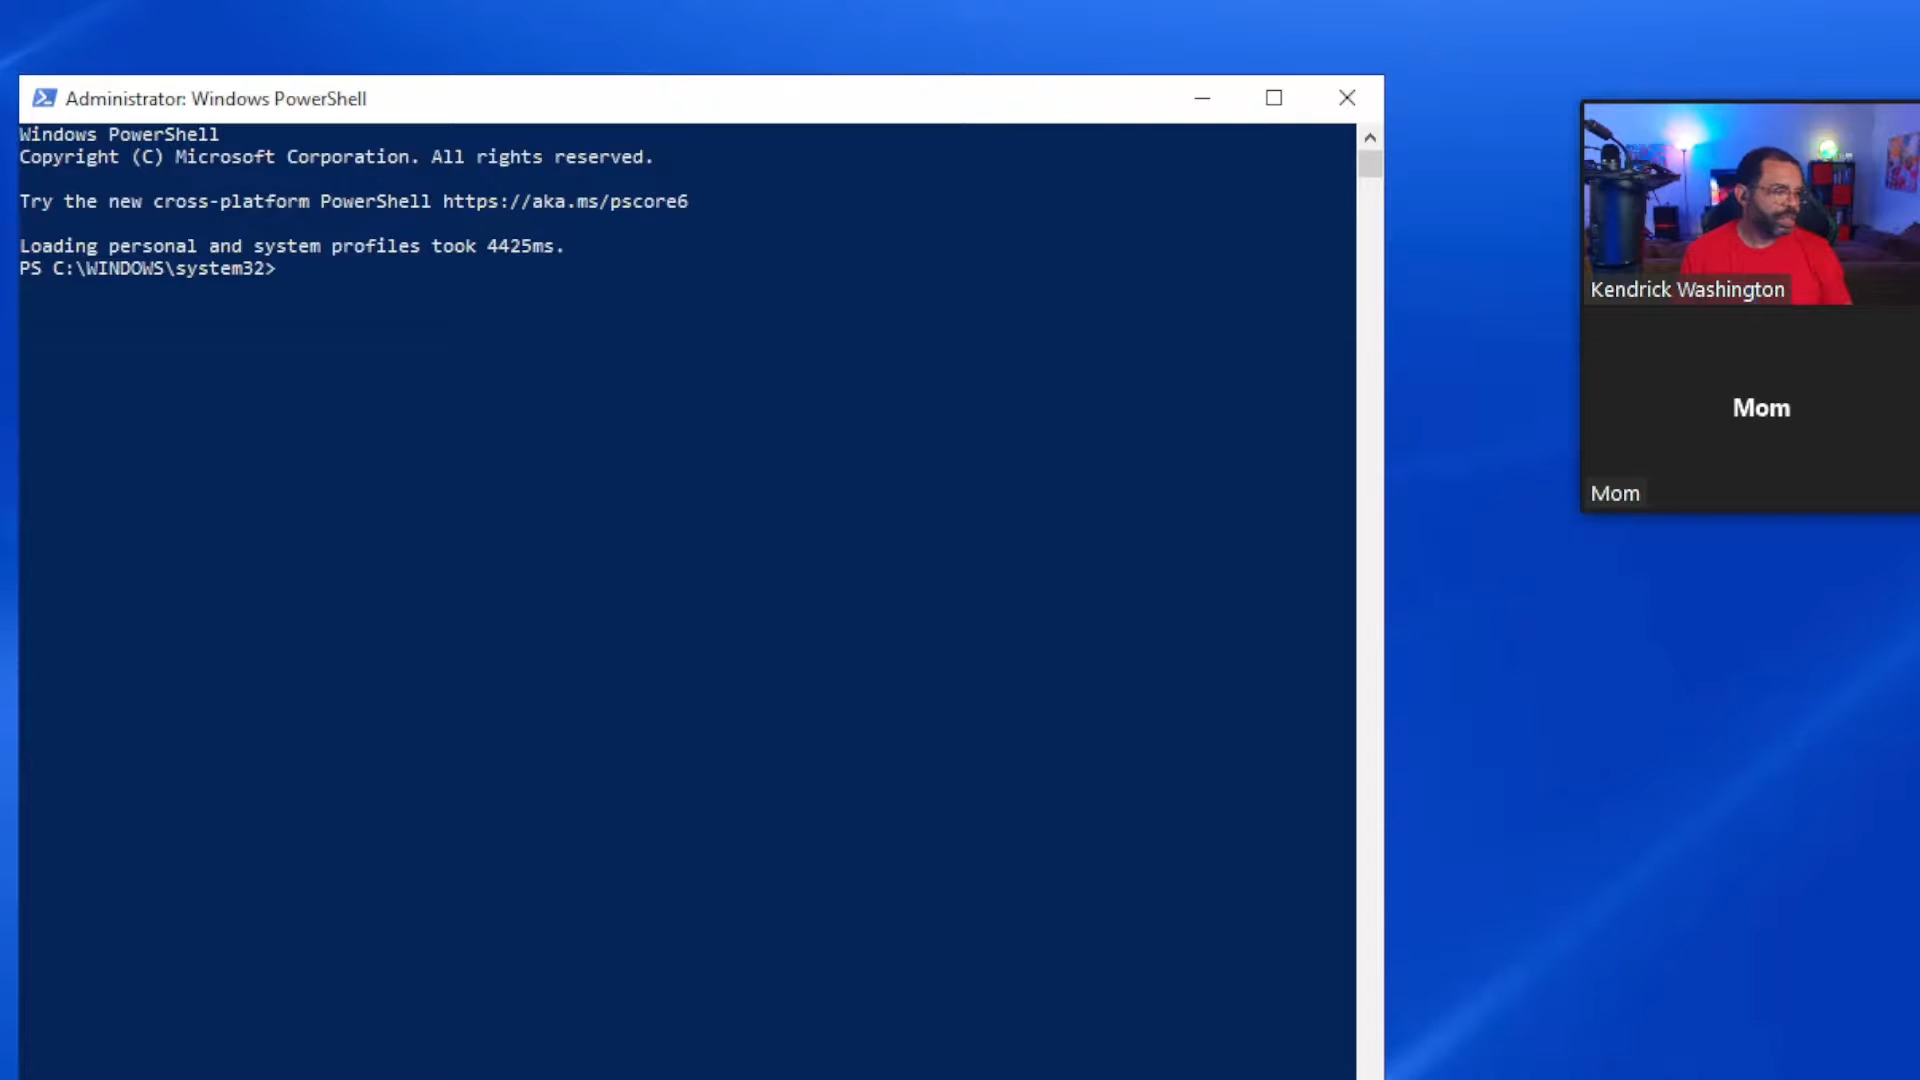 Administrator: Windows PowerShell
Windows PowerShell
Copyright (C) Microsoft Corporation. All rights reserved.
Try the new cross-platform PowerShell https://aka.ms/pscore6
Loading personal and system profiles took 4425ms.
PS C:\WINDOWS\system32>
Kendrick Washington
Mom
Mom